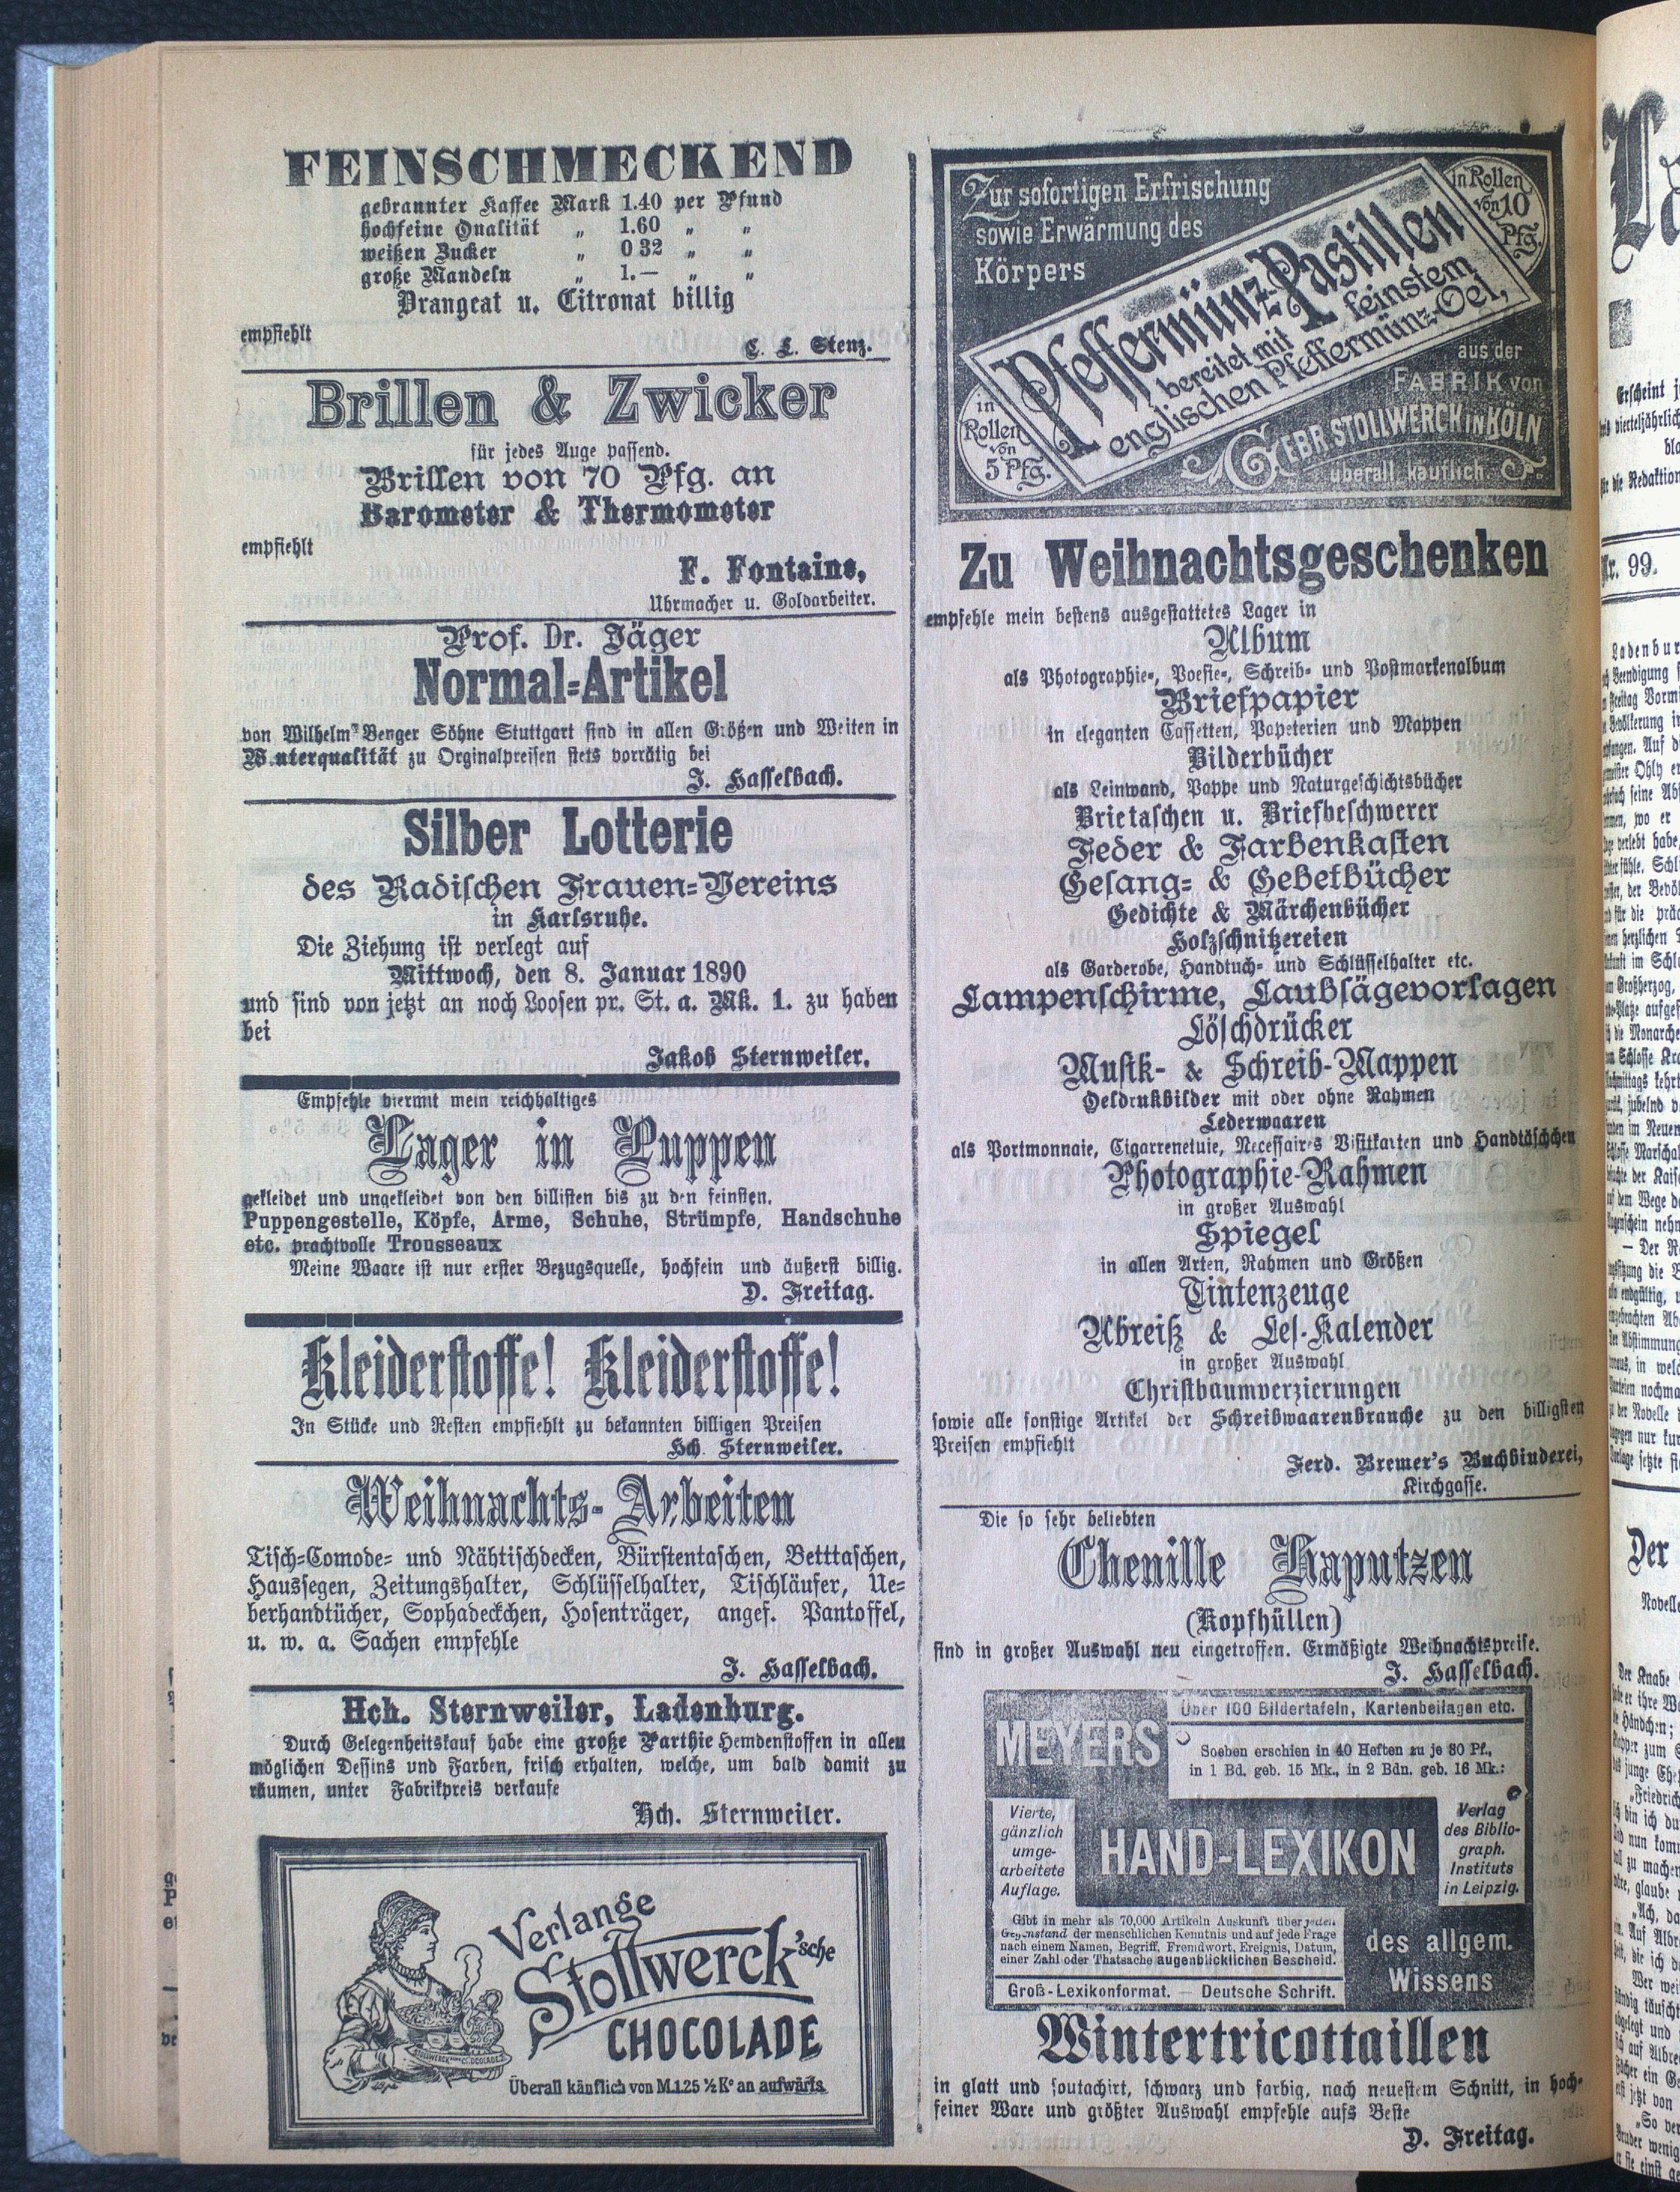 FEINSCHMECKEND
gebrannter Kaffee Mark 1.40 per Pfund
hochfeine Qualität „ 1.60 „ „
weißen Zucker „ 0 32 „ „
große Mandeln „ 1.— „ „
Orangeat u. Citronat billig
empfiehlt
C. L. Stenz.
Brillen & Zwicker
für jedes Auge passend.
Brillen von 70 Pfg. an
Barometer & Thermometer
empfiehlt
F. Fontaine,
Uhrmacher u. Goldarbeiter.
Prof. Dr. Jäger
Normal-Artikel
von Wilhelm Benger Söhne Stuttgart sind in allen Größen und Weiten in
W nterqualität zu Orginalpreisen stets vorrätig bei
J. Hasselbach.
Silber Lotterie
des Badischen Frauen-Vereins
in Karlsruhe.
Die Ziehung ist verlegt auf
Mittwoch, den 8. Januar 1890
und sind von jetzt an noch Loosen pr. St. a. Mk. 1. zu haben
bei
Jakob Sternweiler.
Empfehle hiermit mein reichhaltiges
Lager in Puppen
gekleidet und ungekleidet von den billisten bis zu den feinsten.
Puppengestelle, Köpfe, Arme, Schuhe, Strümpfe, Handschuhe
etc. prachtvolle Trousseaux
Meine Waare ist nur erster Bezugsquelle, hochfein und äußerst billig.
D. Freitag.
Kleiderstoffe! Kleiderstoffe!
In Stücke und Resten empfiehlt zu bekannten billigen Preisen
Hch. Sternweiler.
Weihnachts-Arbeiten
Tisch-Comode- und Nähtischdecken, Bürstentaschen, Betttaschen,
Haussegen, Zeitungshalter, Schlüsselhalter, Tischläufer, Ue-
berhandtücher, Sophadeckchen, Hosenträger, angef. Pantoffel,
u. w. a. Sachen empfehle
J. Hasselbach.
Hch. Sternweiler, Ladenburg.
Durch Gelegenheitskauf habe eine große Parthie Hemdenstoffen in allen
möglichen Dessins vnd Farben, frisch erhalten, welche, um bald damit zu
räumen, unter Fabrikpreis verkaufe
Hch. Sternweiler.
Verlange
Stollwerck'sche
CHOCOLADE
Überall käuflich von M.1.25 ½ Kº an aufwärts.
Zur sofortigen Erfrischung
sowie Erwärmung des
Körpers
in Rollen
von 10
Pfg.
Pfeffermünz-Pastillen
bereitet mit feinstem
englischen Pfeffermünz-Oel,
in
Rollen
von
5 Pfg.
aus der
FABRIK von
GEBR. STOLLWERCK IN KÖLN
überall käuflich.
Zu Weihnachtsgeschenken
empfehle mein bestens ausgestattetes Lager in
Album
als Photographie-, Poesie-, Schreib- und Postmarkenalbum
Briefpapier
in eleganten Cassetten, Papeterien und Mappen
Bilderbücher
als Leinwand, Pappe und Naturgeschichtsbücher
Brietaschen u. Briefbeschwerer
Feder & Farbenkasten
Gesang- & Gebetbücher
Gedichte & Märchenbücher
Holzschnitzereien
als Garderobe, Handtuch- und Schlüsselhalter etc.
Lampenschirme, Laubsägevorlagen
Löschdrücker
Musik- & Schreib-Mappen
Oeldrukbilder mit oder ohne Rahmen
Lederwaaren
als Portmonnaie, Cigarrenetuie, Necessaires Visitkarten und Handtäschchen
Photographie-Rahmen
in großer Auswahl
Spiegel
in allen Arten, Rahmen und Größen
Tintenzeuge
Abreiß & Les-Kalender
in großer Auswahl
Christbaumverzierungen
sowie alle sonstige Artikel der Schreibwaarenbranche zu den billigsten
Preisen empfiehlt
Ferd. Bremer's Buchbinderei,
Kirchgasse.
Die so sehr beliebten
Chenille Kaputzen
(Kopfhüllen)
sind in großer Auswahl neu eingetroffen. Ermäßigte Weihnachtspreise.
J. Hasselbach.
MEYERS
Über 100 Bildertafeln, Kartenbeilagen etc.
Soeben erschien in 40 Heften zu je 30 Pf.,
in 1 Bd. geb. 15 Mk., in 2 Bdn. geb. 16 Mk.:
Vierte,
gänzlich
umge-
arbeitete
Auflage.
HAND-LEXIKON
Verlag
des Biblio-
graph.
Instituts
in Leipzig.
Gibt in mehr als 70,000 Artikeln Auskunft über jeden
Gegenstand der menschlichen Kenntnis und auf jede Frage
nach einem Namen, Begriff, Fremdwort, Ereignis, Datum,
einer Zahl oder Thatsache augenblicklichen Bescheid.
Groß-Lexikonformat. — Deutsche Schrift.
des allgem.
Wissens
Wintertricottaillen
in glatt und soutachirt, schwarz und farbig, nach neuestem Schnitt, in hoch-
feiner Ware und größter Auswahl empfehle aufs Beste
D. Freitag.